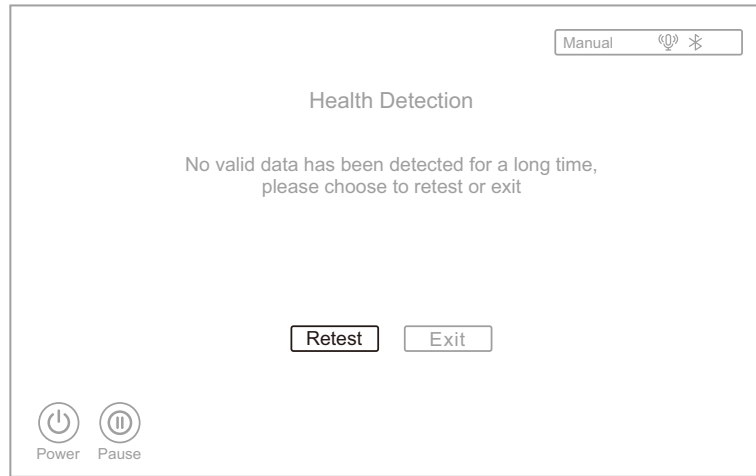 Manual
Health Detection
No valid data has been detected for a long time,
please choose to retest or exit
Retest
Exit
Power
Pause